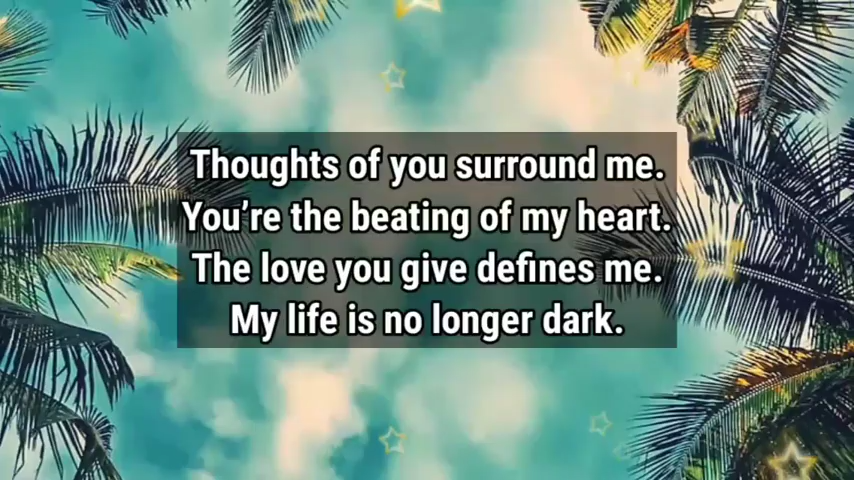 Thoughts of you surround me.
You’re the beating of my heart.
The love you give defines me.
My life is no longer dark.